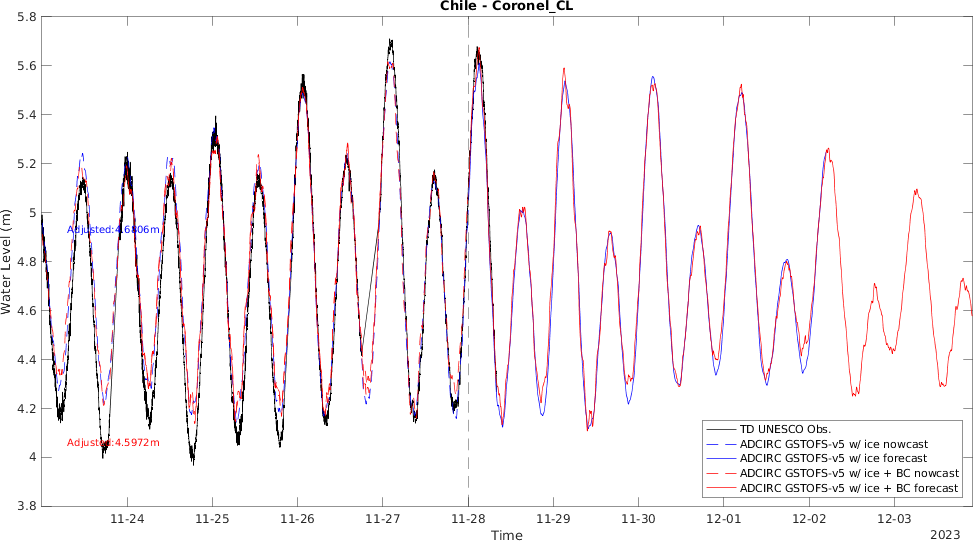 Chile - Coronel_CL
5.8
5.6
5.4
5.2
5
4.8
4.6
4.4
4.2
4
3.8
Water Level (m)
Adjusted:4.6806m
Adjusted:4.5972m
TD UNESCO Obs.
ADCIRC GSTOFS-v5 w/ ice nowcast
ADCIRC GSTOFS-v5 w/ ice forecast
ADCIRC GSTOFS-v5 w/ ice + BC nowcast
ADCIRC GSTOFS-v5 w/ ice + BC forecast
11-24 11-25 11-26 11-27 11-28 11-29 11-30 12-01 12-02 12-03
Time
2023